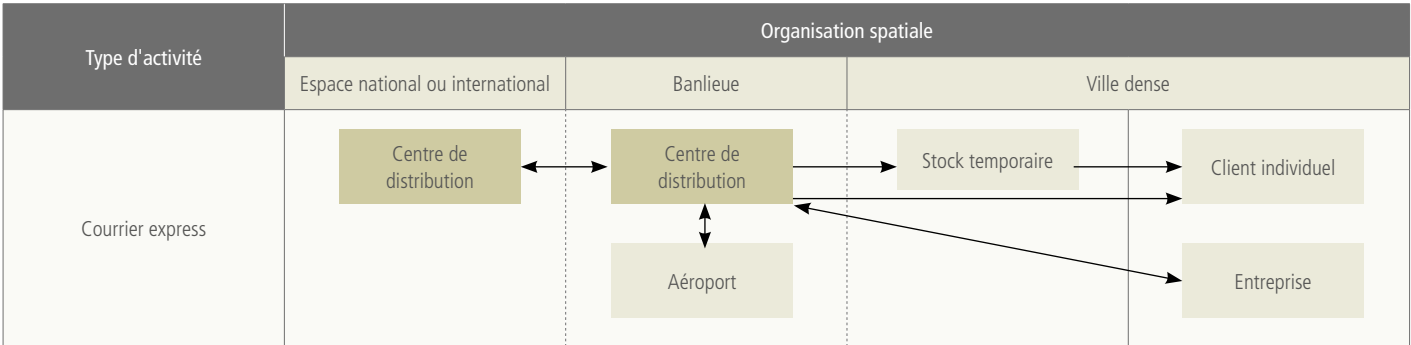 Type d'activité
Organisation spatiale
Espace national ou international
Banlieue
Ville dense
Courrier express
Centre de
distribution
Centre de
distribution
Stock temporaire
Client individuel
Aéroport
Entreprise